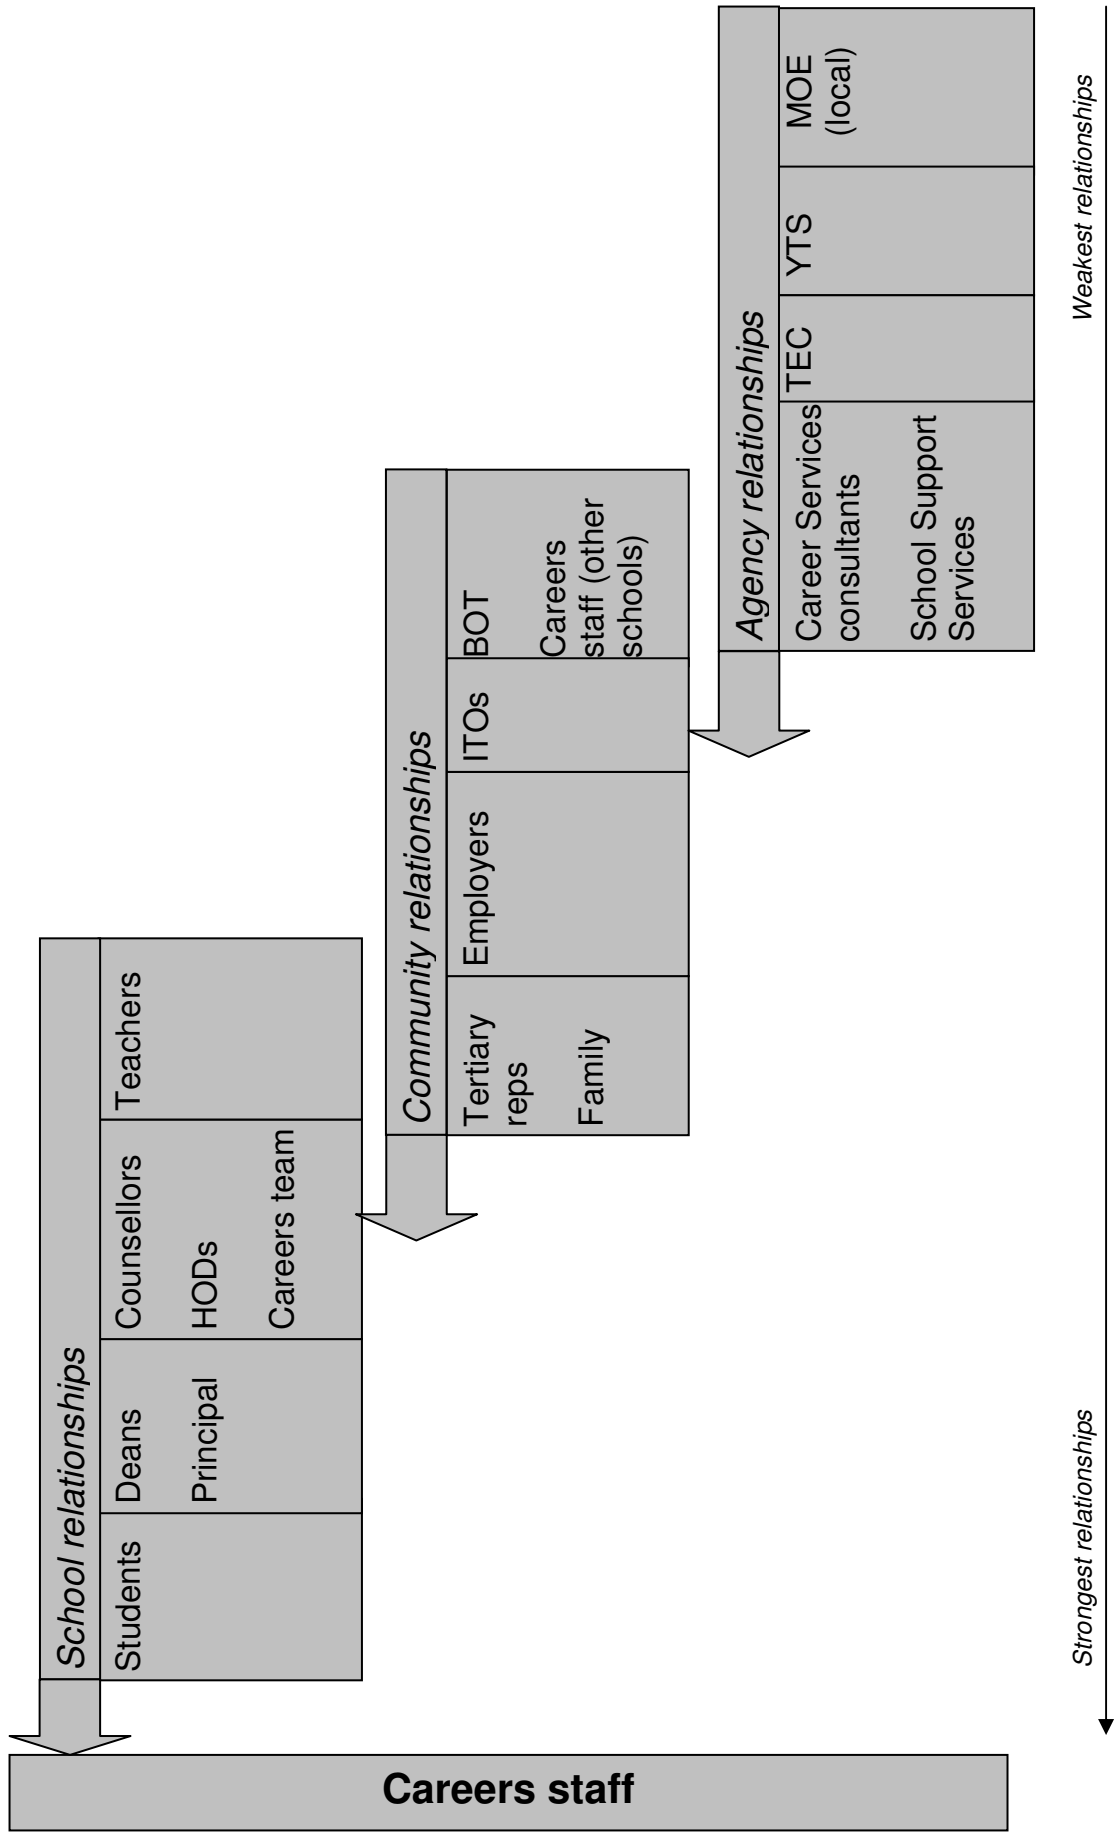 School relationships
Students
Deans
Principal
Counsellors
HODs
Careers team
Teachers
Community relationships
Tertiary
reps
Family
Employers
ITOs
BOT
Careers
staff (other
schools)
Agency relationships
Career Services
consultants
School Support
Services
TEC
YTS
MOE
(local)
Strongest relationships
Weakest relationships
Careers staff